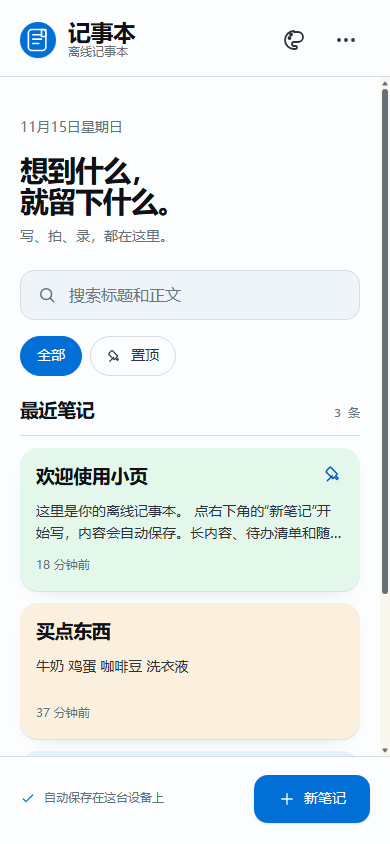 记事本
离线记事本
11月15日星期日
想到什么，
就留下什么。
写、拍、录，都在这里。
搜索标题和正文
全部
置顶
最近笔记
3 条
欢迎使用小页
这里是你的离线记事本。 点右下角的“新笔记”开
始写，内容会自动保存。长内容、待办清单和随...
18 分钟前
买点东西
牛奶 鸡蛋 咖啡豆 洗衣液
37 分钟前
自动保存在这台设备上
新笔记